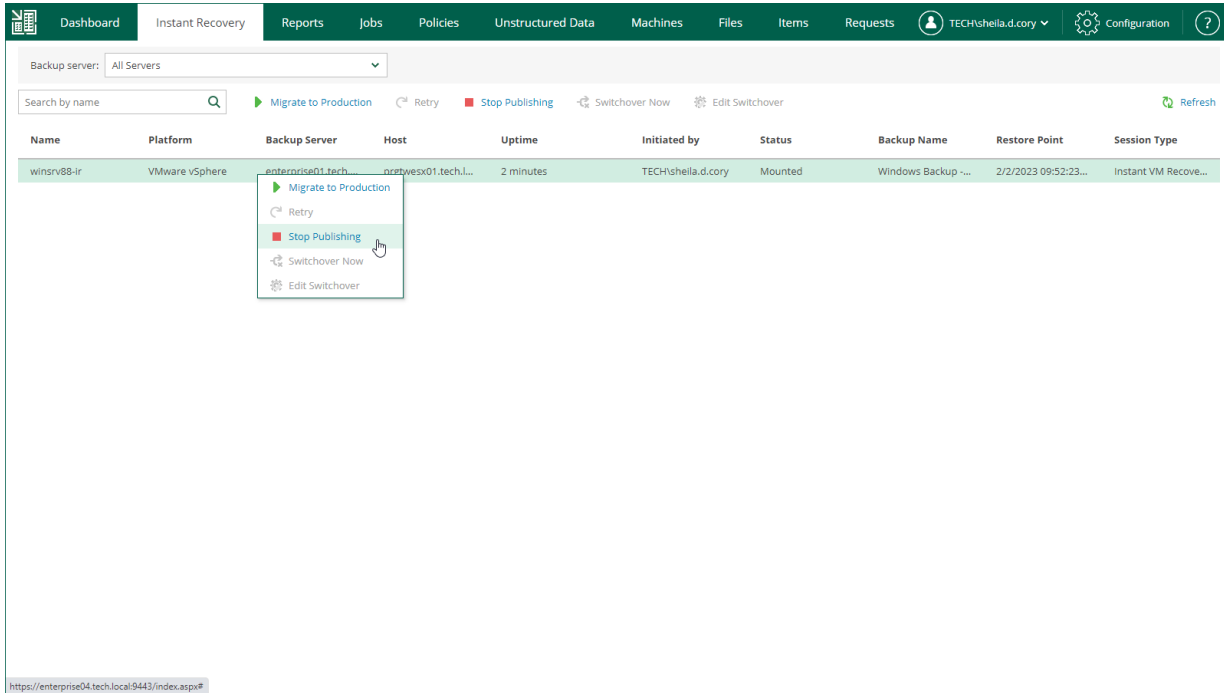 Dashboard Instant Recovery Reports Jobs Policies Unstructured Data Machines Files Items Requests TECH\sheila.d.cory Configuration ?
Backup server: All Servers
Search by name Migrate to Production Retry Stop Publishing Switchover Now Edit Switchover Refresh
Name Platform Backup Server Host Uptime Initiated by Status Backup Name Restore Point Session Type
winsrv88-ir VMware vSphere enterprise01.tech.... prgtwesx01.tech.l... 2 minutes TECH\sheila.d.cory Mounted Windows Backup -... 2/2/2023 09:52:23... Instant VM Recove...
Migrate to Production
Retry
Stop Publishing
Switchover Now
Edit Switchover
https://enterprise04.tech.local:9443/index.aspx#